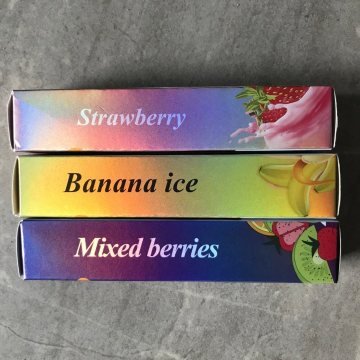 Strawberry
Banana ice
Mixed berries